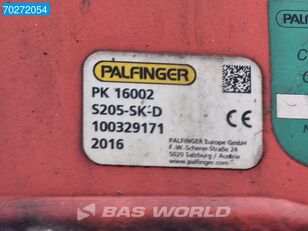 70272054
PALFINGER
PK 16002
S205-SK-D
100329171
2016
CE
PALFINGER Europe GmbH
F. W. Scherer-Straße 24
5020 Salzburg / Austria
www.palfinger.com
BAS WORLD